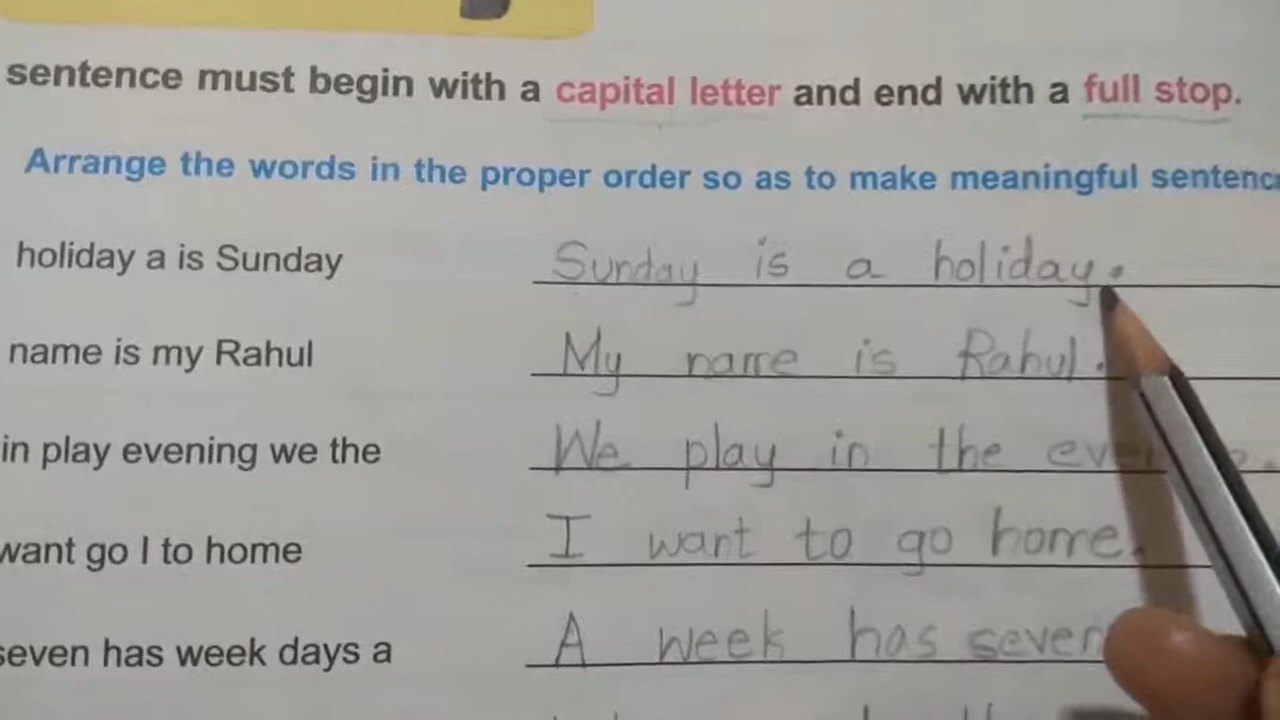 sentence must begin with a capital letter and end with a full stop.
Arrange the words in the proper order so as to make meaningful
holiday a is Sunday Sunday is a holiday.
name is my Rahul My name is Rahul.
in play evening we the We play in the
want go I to home I want to go home.
seven has week days a A week has seven